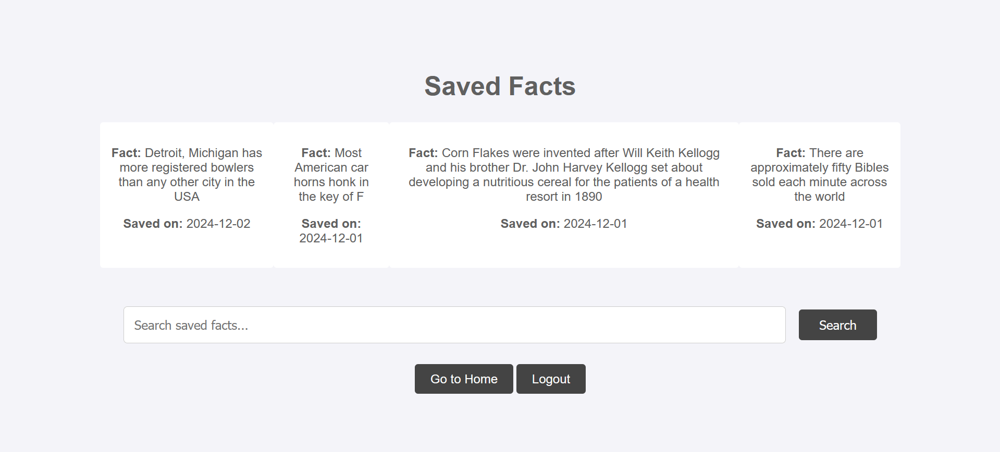 Saved Facts
Fact: Detroit, Michigan has
more registered bowlers
than any other city in the
USA
Saved on: 2024-12-02
Fact: Most
American car
horns honk in
the key of F
Saved on:
2024-12-01
Fact: Corn Flakes were invented after Will Keith Kellogg
and his brother Dr. John Harvey Kellogg set about
developing a nutritious cereal for the patients of a health
resort in 1890
Saved on: 2024-12-01
Fact: There are
approximately fifty Bibles
sold each minute across
the world
Saved on: 2024-12-01
Search saved facts...
Search
Go to Home
Logout